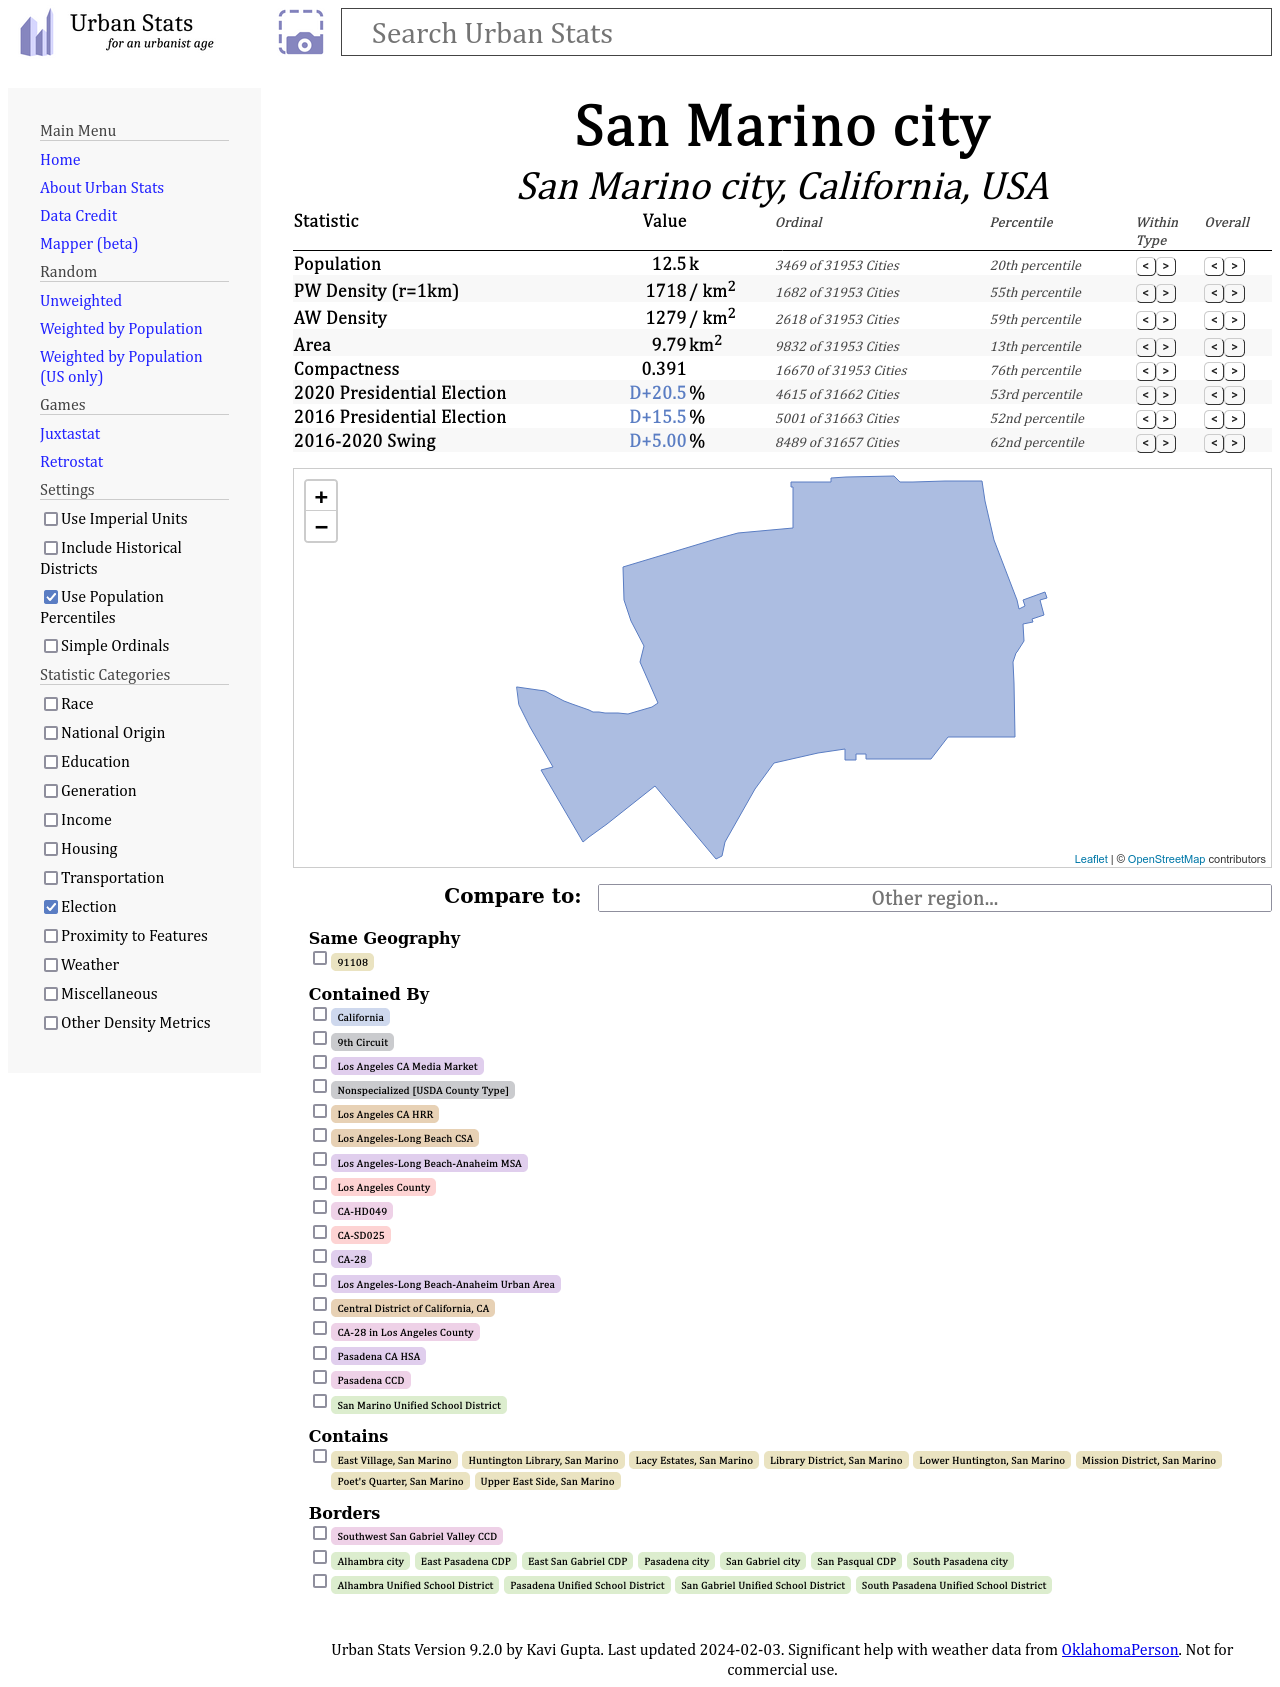 Urban Stats
for an urbanist age
Search Urban Stats
Main Menu
Home
About Urban Stats
Data Credit
Mapper (beta)
Random
Unweighted
Weighted by Population
Weighted by Population
(US only)
Games
Juxtastat
Retrostat
Settings
Use Imperial Units
Include Historical
Districts
Use Population
Percentiles
Simple Ordinals
Statistic Categories
Race
National Origin
Education
Generation
Income
Housing
Transportation
Election
Proximity to Features
Weather
Miscellaneous
Other Density Metrics
San Marino city
San Marino city, California, USA
Statistic Value Ordinal Percentile Within Type Overall
Population 12.5 k 3469 of 31953 Cities 20th percentile < > < >
PW Density (r=1km) 1718 / km² 1682 of 31953 Cities 55th percentile < > < >
AW Density 1279 / km² 2618 of 31953 Cities 59th percentile < > < >
Area 9.79 km² 9832 of 31953 Cities 13th percentile < > < >
Compactness 0.391 16670 of 31953 Cities 76th percentile < > < >
2020 Presidential Election D+20.5 % 4615 of 31662 Cities 53rd percentile < > < >
2016 Presidential Election D+15.5 % 5001 of 31663 Cities 52nd percentile < > < >
2016-2020 Swing D+5.00 % 8489 of 31657 Cities 62nd percentile < > < >
+
−
Leaflet | © OpenStreetMap contributors
Compare to: Other region...
Same Geography
91108
Contained By
California
9th Circuit
Los Angeles CA Media Market
Nonspecialized [USDA County Type]
Los Angeles CA HRR
Los Angeles-Long Beach CSA
Los Angeles-Long Beach-Anaheim MSA
Los Angeles County
CA-HD049
CA-SD025
CA-28
Los Angeles-Long Beach-Anaheim Urban Area
Central District of California, CA
CA-28 in Los Angeles County
Pasadena CA HSA
Pasadena CCD
San Marino Unified School District
Contains
East Village, San Marino Huntington Library, San Marino Lacy Estates, San Marino Library District, San Marino Lower Huntington, San Marino Mission District, San Marino
Poet's Quarter, San Marino Upper East Side, San Marino
Borders
Southwest San Gabriel Valley CCD
Alhambra city East Pasadena CDP East San Gabriel CDP Pasadena city San Gabriel city San Pasqual CDP South Pasadena city
Alhambra Unified School District Pasadena Unified School District San Gabriel Unified School District South Pasadena Unified School District
Urban Stats Version 9.2.0 by Kavi Gupta. Last updated 2024-02-03. Significant help with weather data from OklahomaPerson. Not for
commercial use.